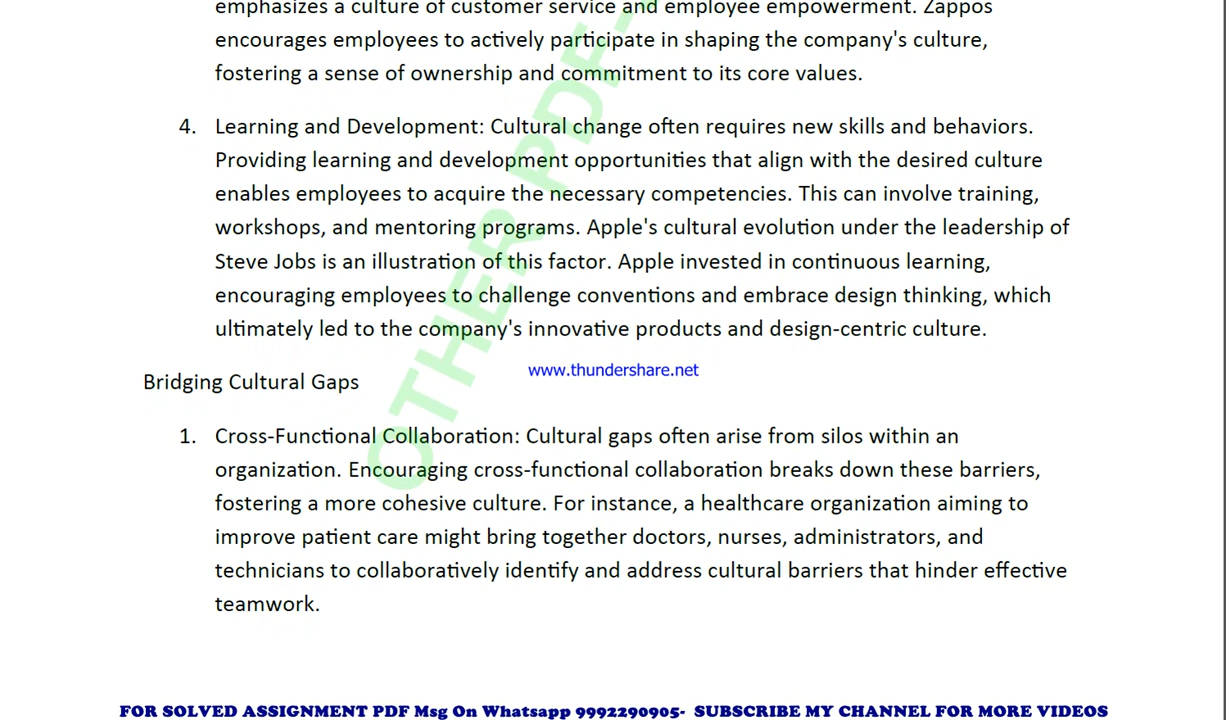 emphasizes a culture of customer service and employee empowerment. Zappos
encourages employees to actively participate in shaping the company's culture,
fostering a sense of ownership and commitment to its core values.
4. Learning and Development: Cultural change often requires new skills and behaviors.
Providing learning and development opportunities that align with the desired culture
enables employees to acquire the necessary competencies. This can involve training,
workshops, and mentoring programs. Apple's cultural evolution under the leadership of
Steve Jobs is an illustration of this factor. Apple invested in continuous learning,
encouraging employees to challenge conventions and embrace design thinking, which
ultimately led to the company's innovative products and design-centric culture.
www.thundershare.net
Bridging Cultural Gaps
1. Cross-Functional Collaboration: Cultural gaps often arise from silos within an
organization. Encouraging cross-functional collaboration breaks down these barriers,
fostering a more cohesive culture. For instance, a healthcare organization aiming to
improve patient care might bring together doctors, nurses, administrators, and
technicians to collaboratively identify and address cultural barriers that hinder effective
teamwork.
OTHER PDF-
FOR SOLVED ASSIGNMENT PDF Msg On Whatsapp 9992290905- SUBSCRIBE MY CHANNEL FOR MORE VIDEOS